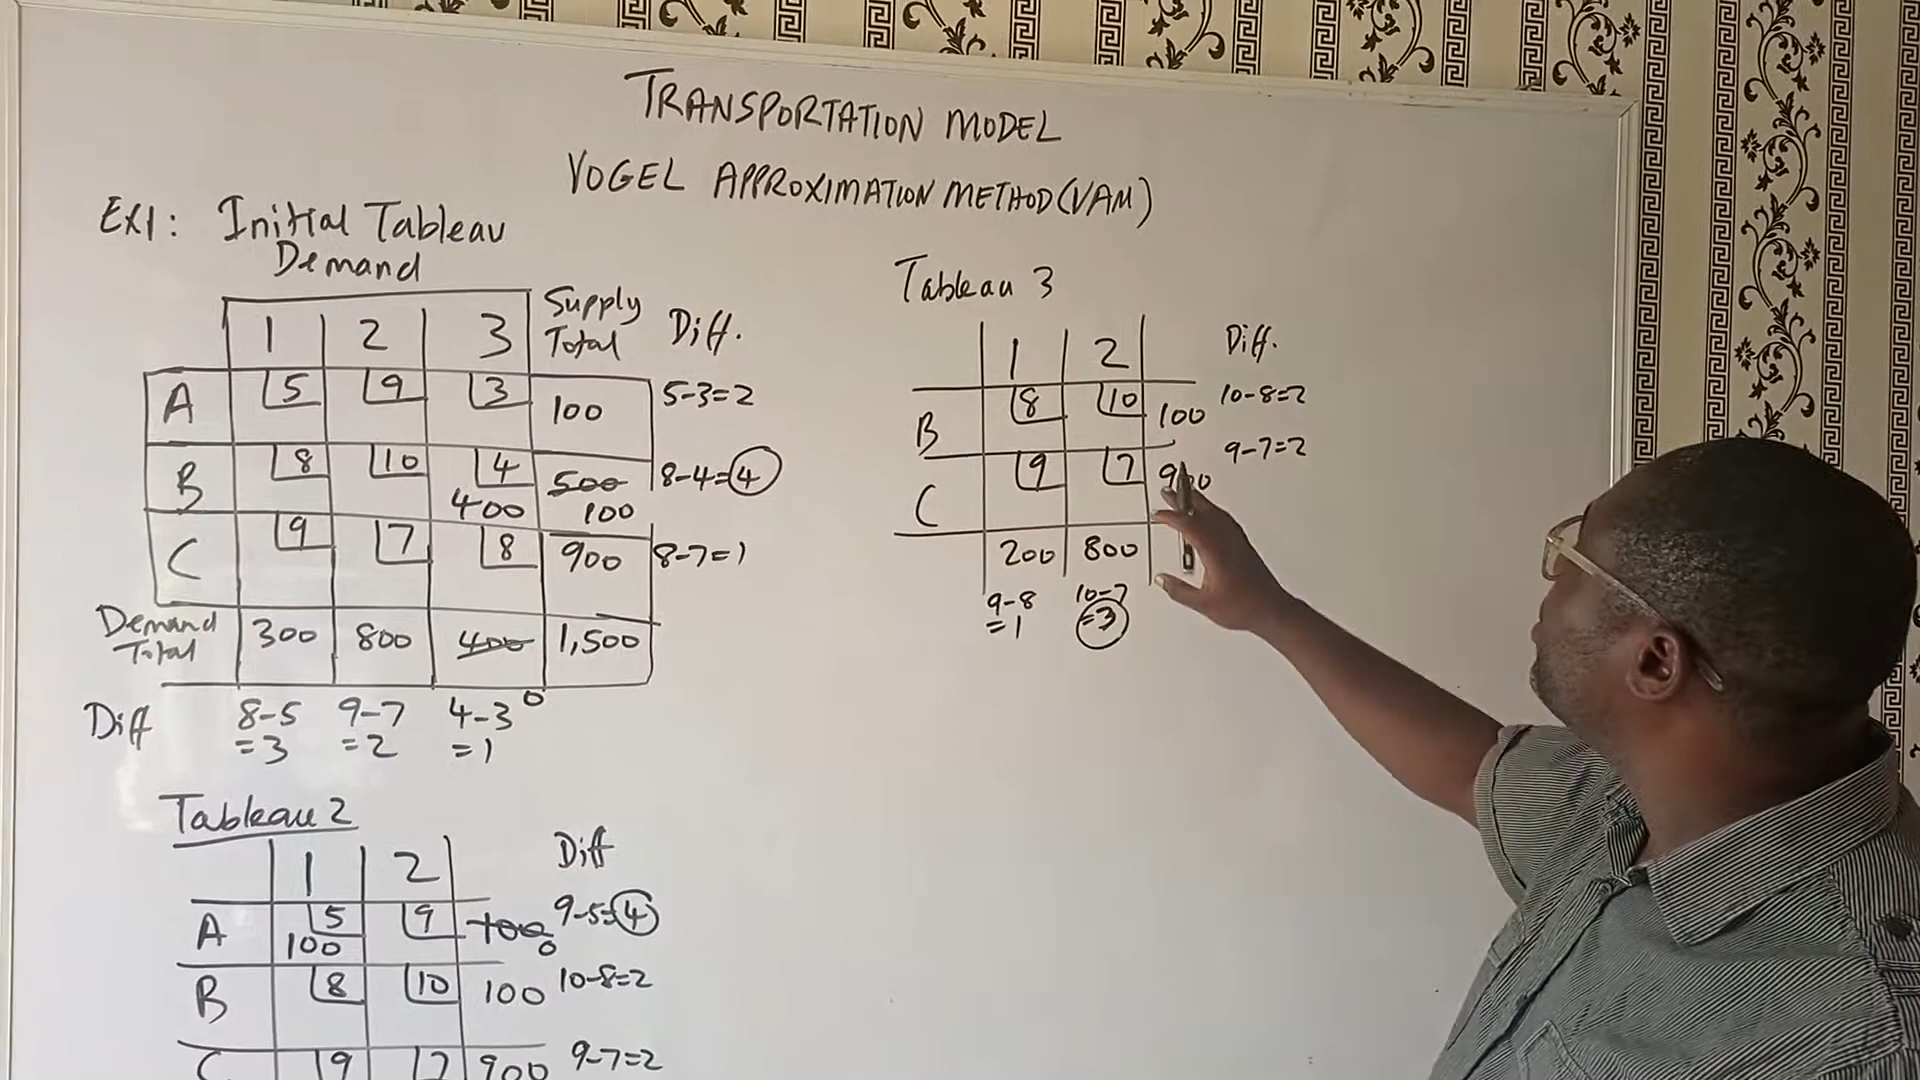 TRANSPORTATION MODEL
VOGEL APPROXIMATION METHOD(VAM)
EX1: Initial Tableau
Demand
1 2 3 Supply Total Diff.
A 5 9 3 100 5-3=2
B 8 10 4 500 8-4=4
400 100
C 9 7 8 900 8-7=1
Demand Total 300 800 400 1,500
0
Diff 8-5 9-7 4-3
=3 =2 =1
Tableau 2
1 2 Diff
A 5 9 100 9-5=4
100 0
B 8 10 100 10-8=2
C 9 7 900 9-7=2
Tableau 3
1 2 Diff.
B 8 10 100 10-8=2
C 9 7 900 9-7=2
200 800
9-8 10-7
=1 =3